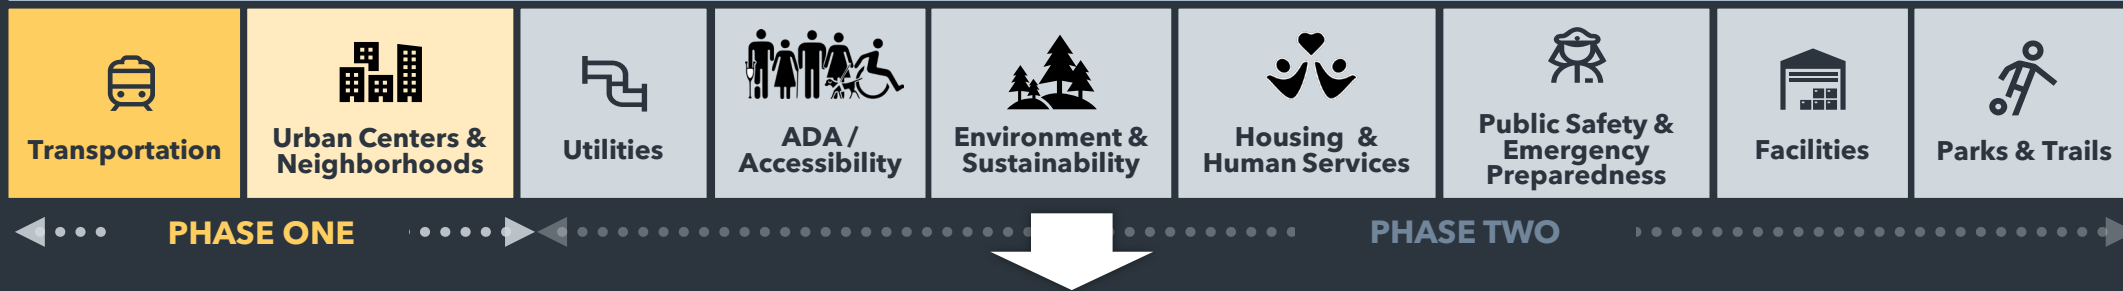 Transportation
Urban Centers &
Neighborhoods
Utilities
ADA /
Accessibility
Environment &
Sustainability
Housing &
Human Services
Public Safety &
Emergency
Preparedness
Facilities
Parks & Trails
PHASE ONE
PHASE TWO